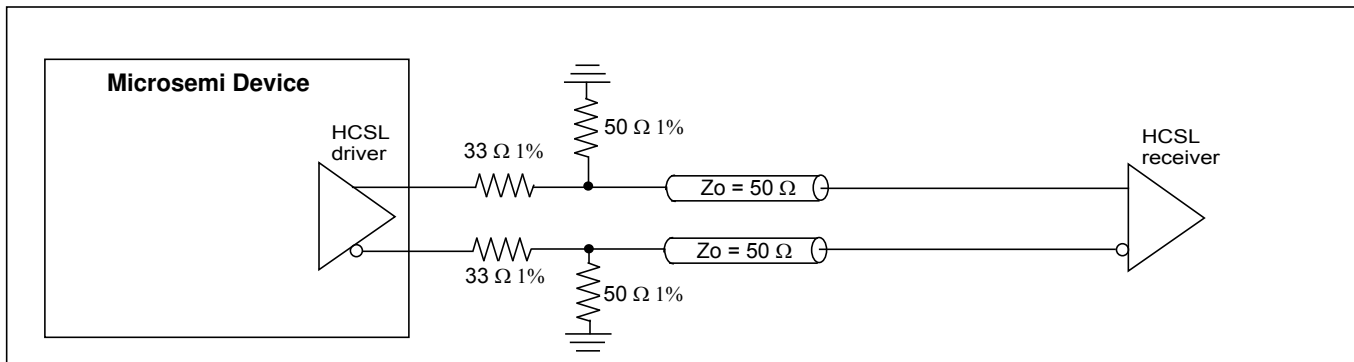 Microsemi Device
HCSL
driver
33 Ω 1%
50 Ω 1%
Zo = 50 Ω
HCSL
receiver
33 Ω 1%
50 Ω 1%
Zo = 50 Ω